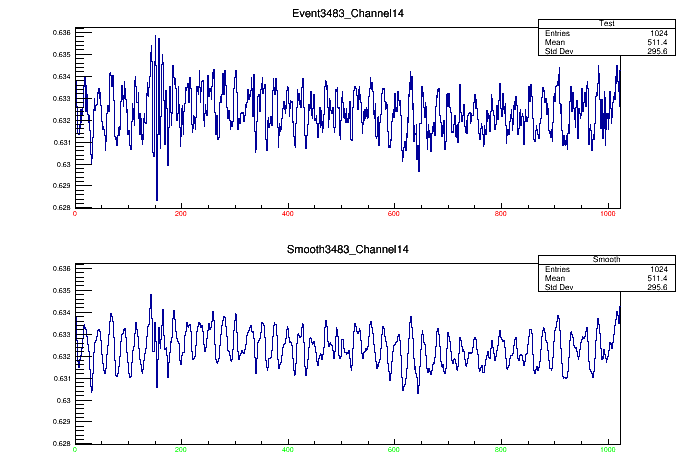 Event3483_Channel14
Test
Entries 1024
Mean 511.4
Std Dev 295.6
0.636
0.635
0.634
0.633
0.632
0.631
0.63
0.629
0.628
0 200 400 600 800 1000
Smooth3483_Channel14
Smooth
Entries 1024
Mean 511.4
Std Dev 295.6
0.636
0.635
0.634
0.633
0.632
0.631
0.63
0.629
0.628
0 200 400 600 800 1000